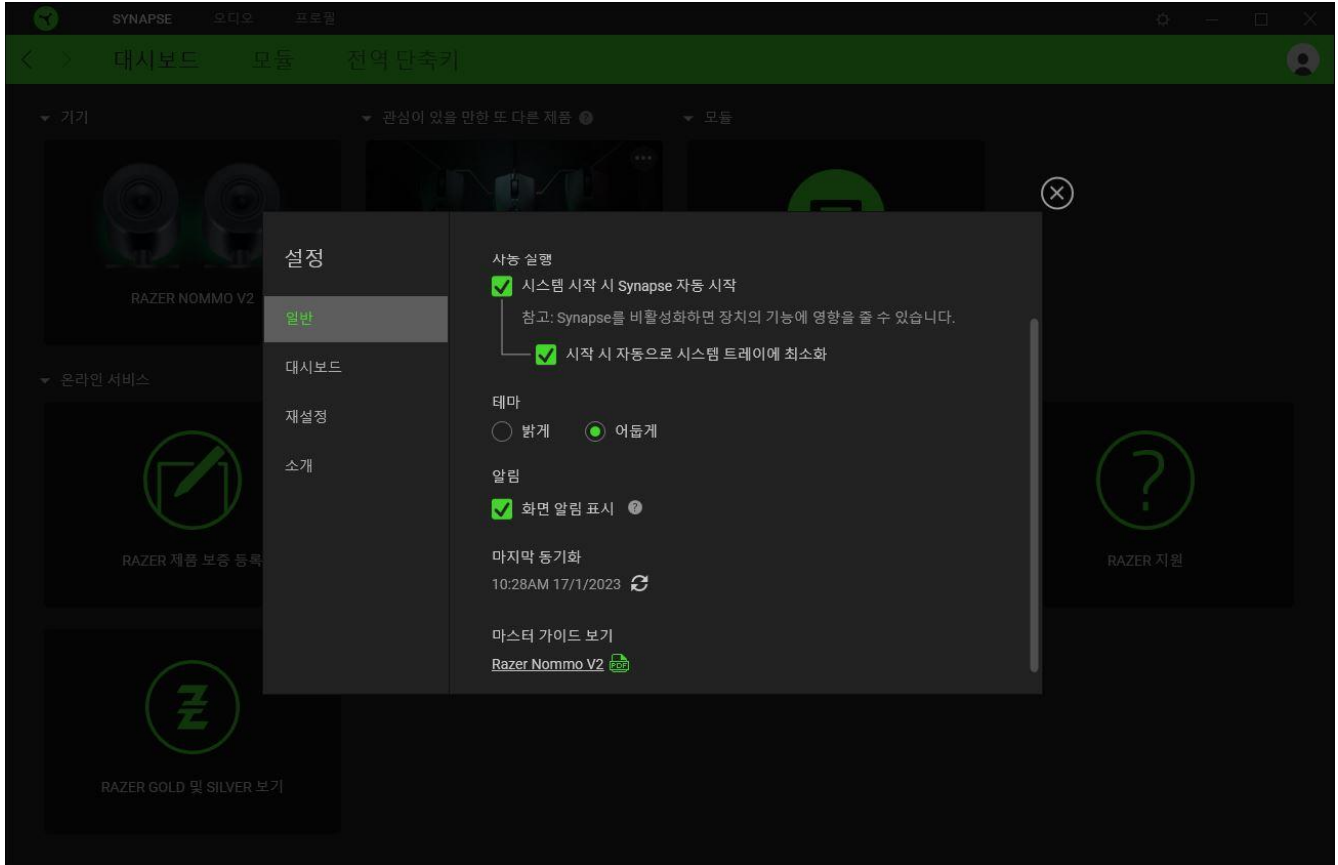 SYNAPSE 오디오 프로필
대시보드 모듈 전역 단축키
기기 관심이 있을 만한 또 다른 제품 모듈
RAZER NOMMO V2
온라인 서비스
RAZER 제품 보증 등록
RAZER 지원
RAZER GOLD 및 SILVER 보기
설정
일반
대시보드
재설정
소개
자동 실행
시스템 시작 시 Synapse 자동 시작
참고: Synapse를 비활성화하면 장치의 기능에 영향을 줄 수 있습니다.
시작 시 자동으로 시스템 트레이에 최소화
테마
밝게 어둡게
알림
화면 알림 표시 ?
마지막 동기화
10:28AM 17/1/2023
마스터 가이드 보기
Razer Nommo V2 PDF